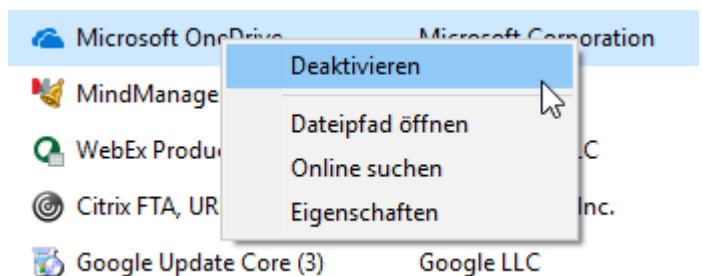 Microsoft OneDrive Microsoft Corporation
Deaktivieren
MindManage
Dateipfad öffnen
WebEx Produ .C
Online suchen
Citrix FTA, UR Inc.
Eigenschaften
Google Update Core (3) Google LLC